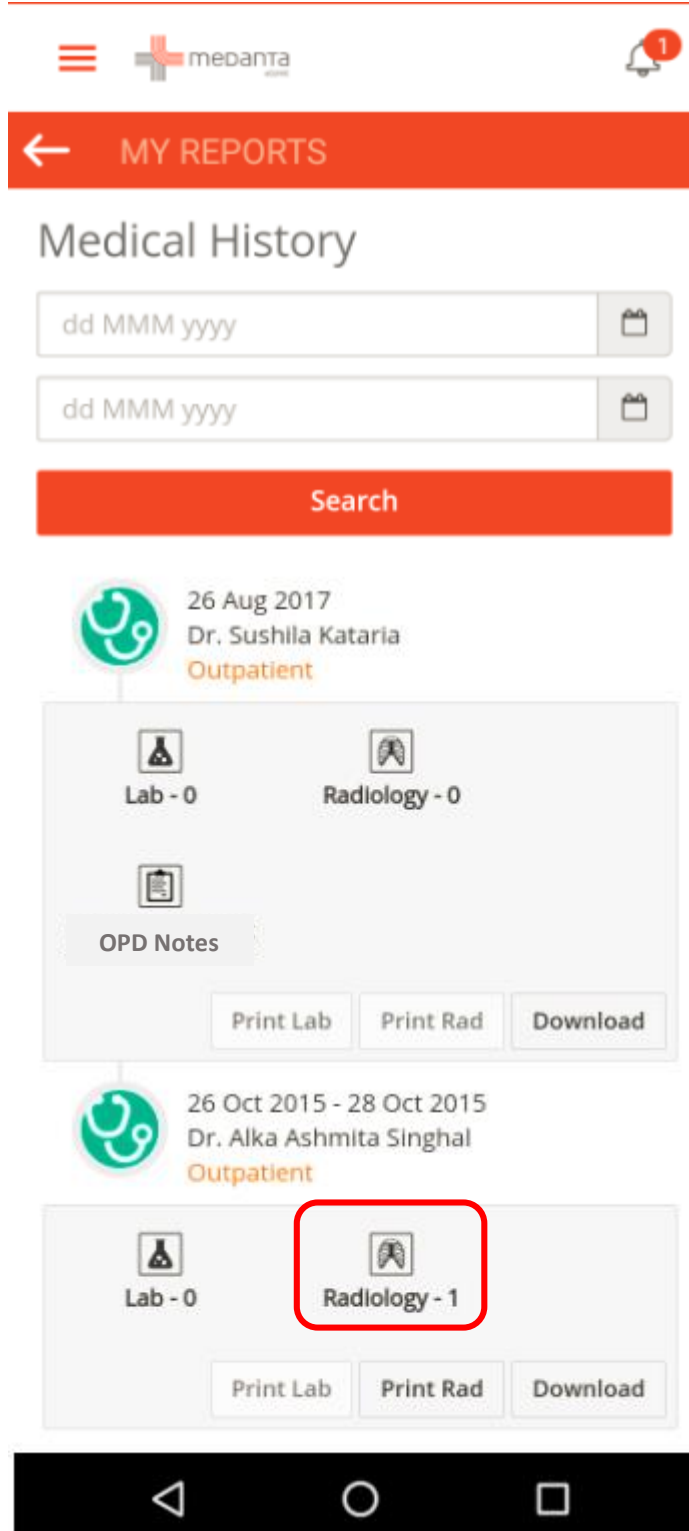 medanta
1
MY REPORTS
Medical History
dd MMM yyyy
dd MMM yyyy
Search
26 Aug 2017
Dr. Sushila Kataria
Outpatient
Lab - 0 Radiology - 0
OPD Notes
Print Lab Print Rad Download
26 Oct 2015 - 28 Oct 2015
Dr. Alka Ashmita Singhal
Outpatient
Lab - 0 Radiology - 1
Print Lab Print Rad Download